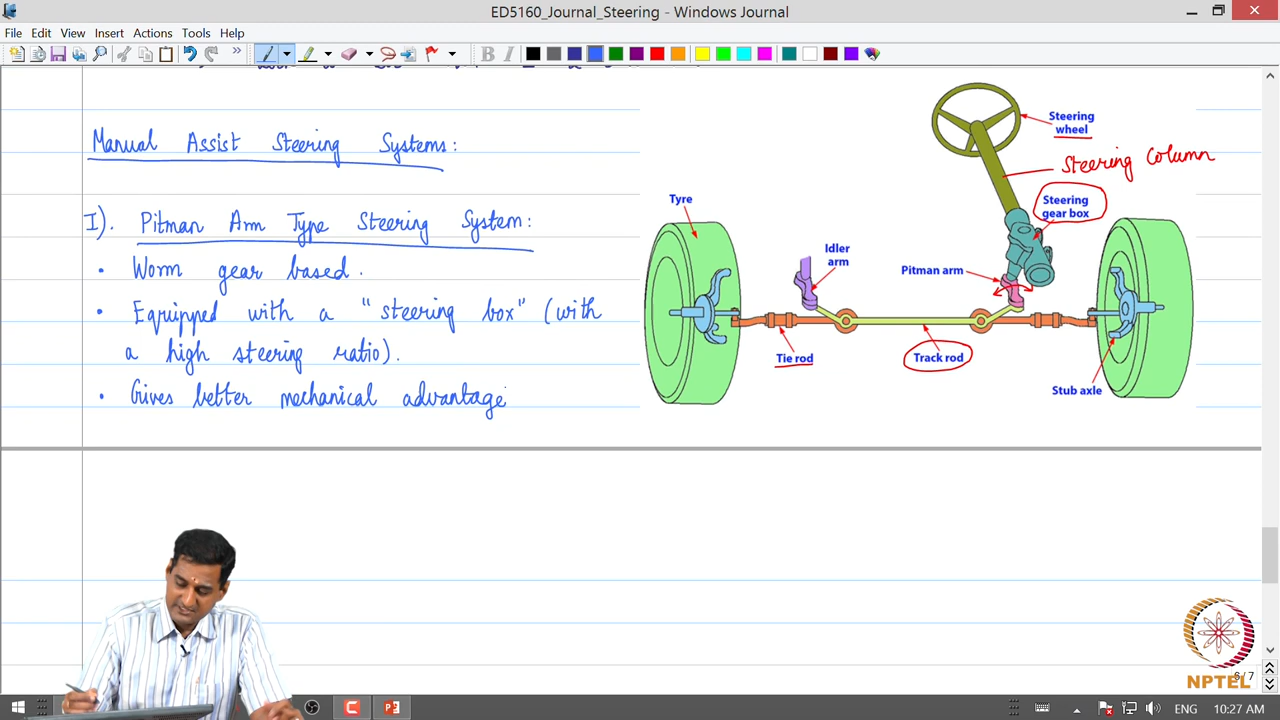 ED5160_Journal_Steering - Windows Journal
File Edit View Insert Actions Tools Help
Manual Assist Steering Systems:
I). Pitman Arm Type Steering System:
• Worm gear based.
• Equipped with a "steering box" (with
a high steering ratio).
• Gives better mechanical advantage
Steering
wheel
Steering Column
Tyre
Steering
gear box
Idler
arm
Pitman arm
Tie rod
Track rod
Stub axle
NPTEL
8 / 7
ENG 10:27 AM